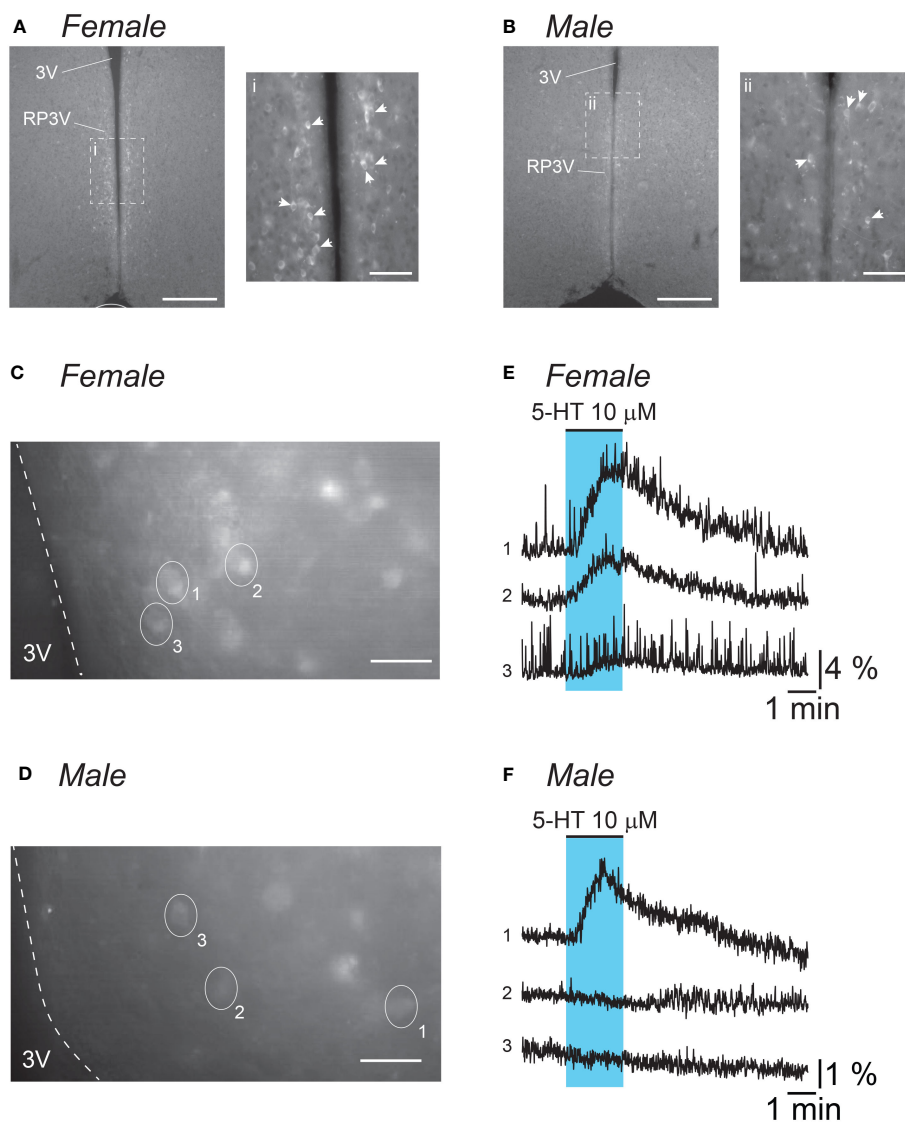 A Female
3V
RP3V
i
i
B Male
3V
ii
RP3V
ii
C Female
1
2
3
3V
E Female
5-HT 10 μM
1
2
3
4 %
1 min
D Male
3
2
1
3V
F Male
5-HT 10 μM
1
2
3
1 %
1 min